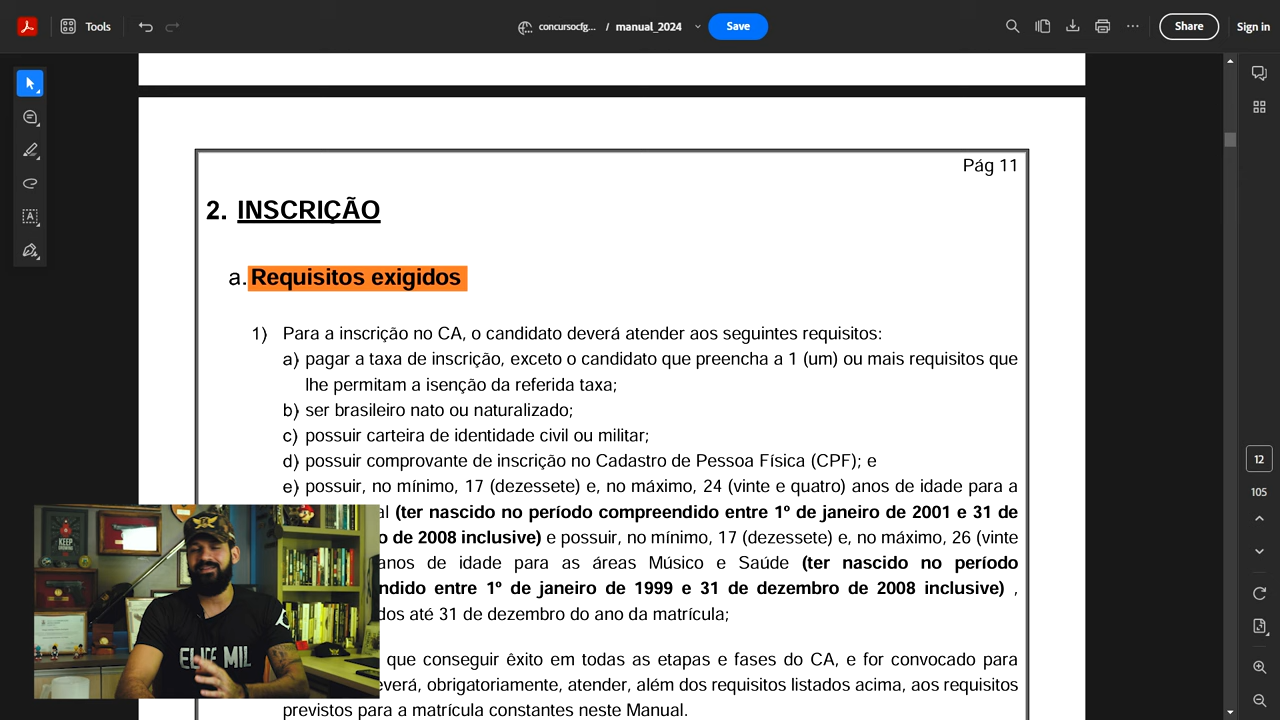 Tools
concursocfg... / manual_2024
Save
Share
Sign in
Pág 11
2. INSCRIÇÃO
a. Requisitos exigidos
1) Para a inscrição no CA, o candidato deverá atender aos seguintes requisitos:
a) pagar a taxa de inscrição, exceto o candidato que preencha a 1 (um) ou mais requisitos que
lhe permitam a isenção da referida taxa;
b) ser brasileiro nato ou naturalizado;
c) possuir carteira de identidade civil ou militar;
d) possuir comprovante de inscrição no Cadastro de Pessoa Física (CPF); e
e) possuir, no mínimo, 17 (dezessete) e, no máximo, 24 (vinte e quatro) anos de idade para a
al (ter nascido no período compreendido entre 1º de janeiro de 2001 e 31 de
o de 2008 inclusive) e possuir, no mínimo, 17 (dezessete) e, no máximo, 26 (vinte
anos de idade para as áreas Músico e Saúde (ter nascido no período
ndido entre 1º de janeiro de 1999 e 31 de dezembro de 2008 inclusive) ,
dos até 31 de dezembro do ano da matrícula;
que conseguir êxito em todas as etapas e fases do CA, e for convocado para
everá, obrigatoriamente, atender, além dos requisitos listados acima, aos requisitos
previstos para a matrícula constantes neste Manual.
12
105
KEEP
ELITE MIL